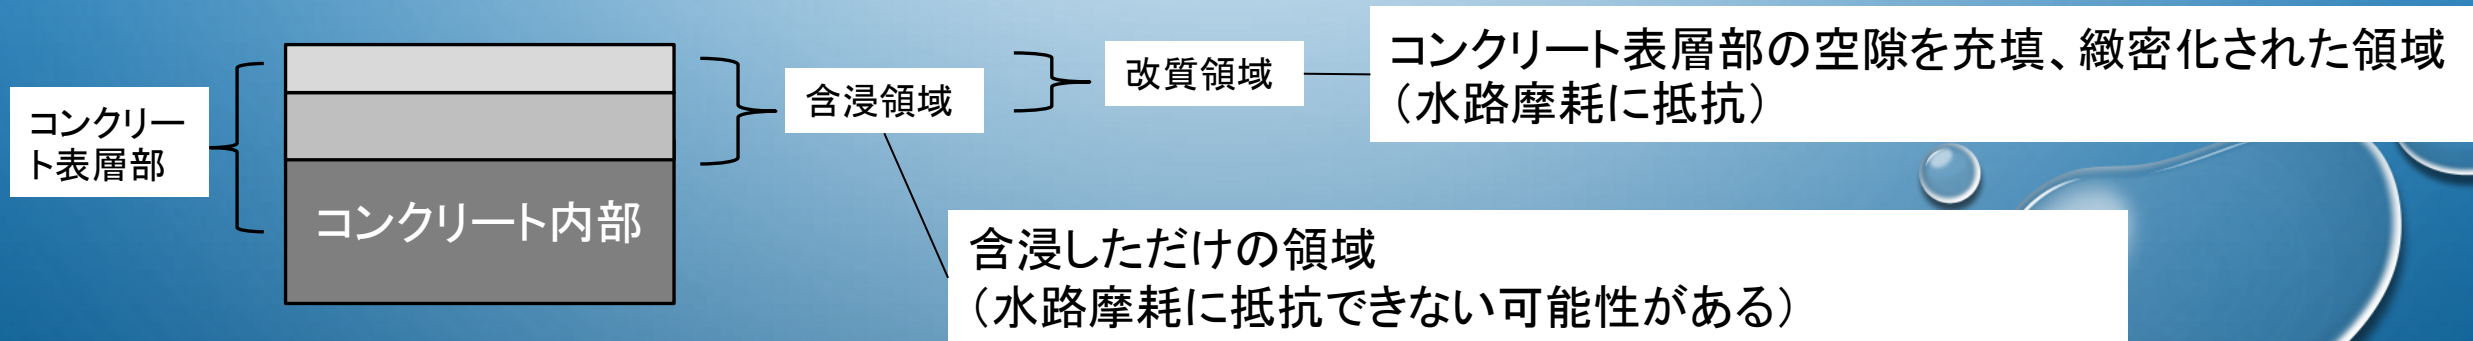 コンクリー
ト表層部
コンクリート内部
含浸領域
改質領域
コンクリート表層部の空隙を充填、緻密化された領域
（水路摩耗に抵抗）
含浸しただけの領域
（水路摩耗に抵抗できない可能性がある）